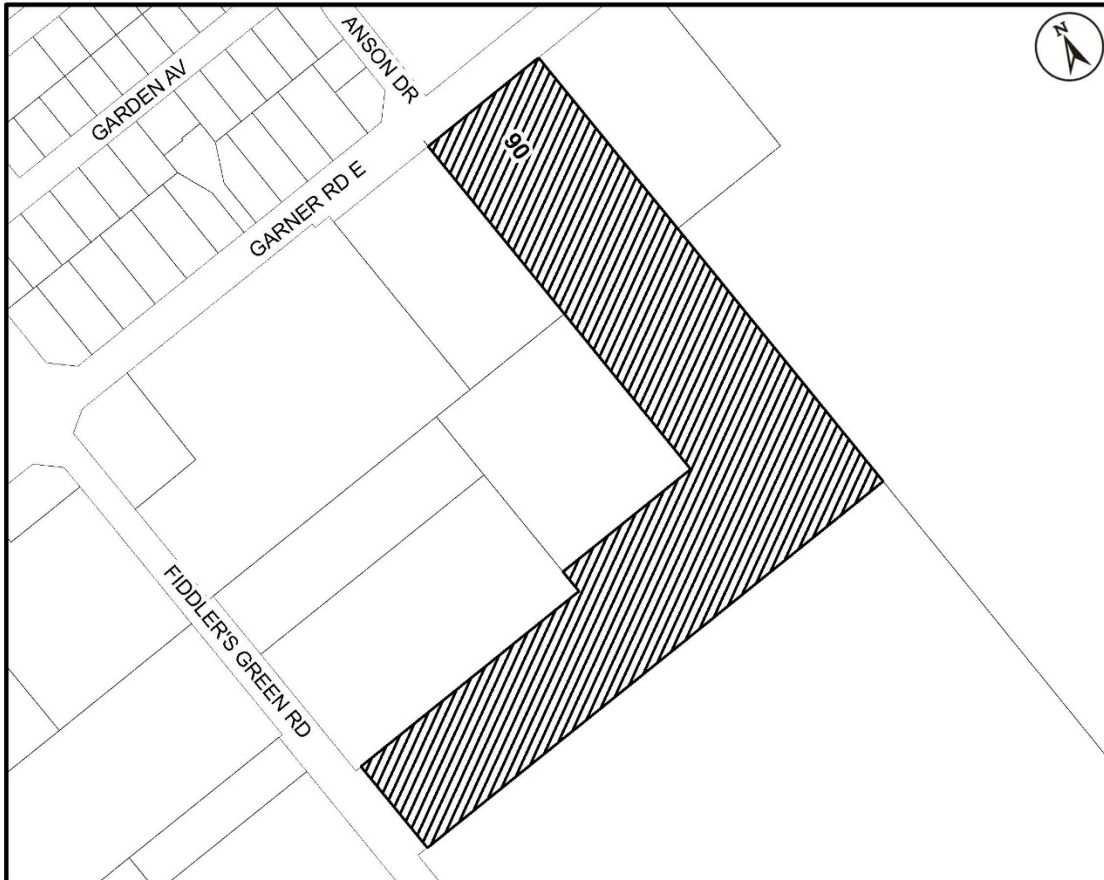 ANSON DR
N
GARDEN AV
90
GARNER RD E
FIDDLER'S GREEN RD